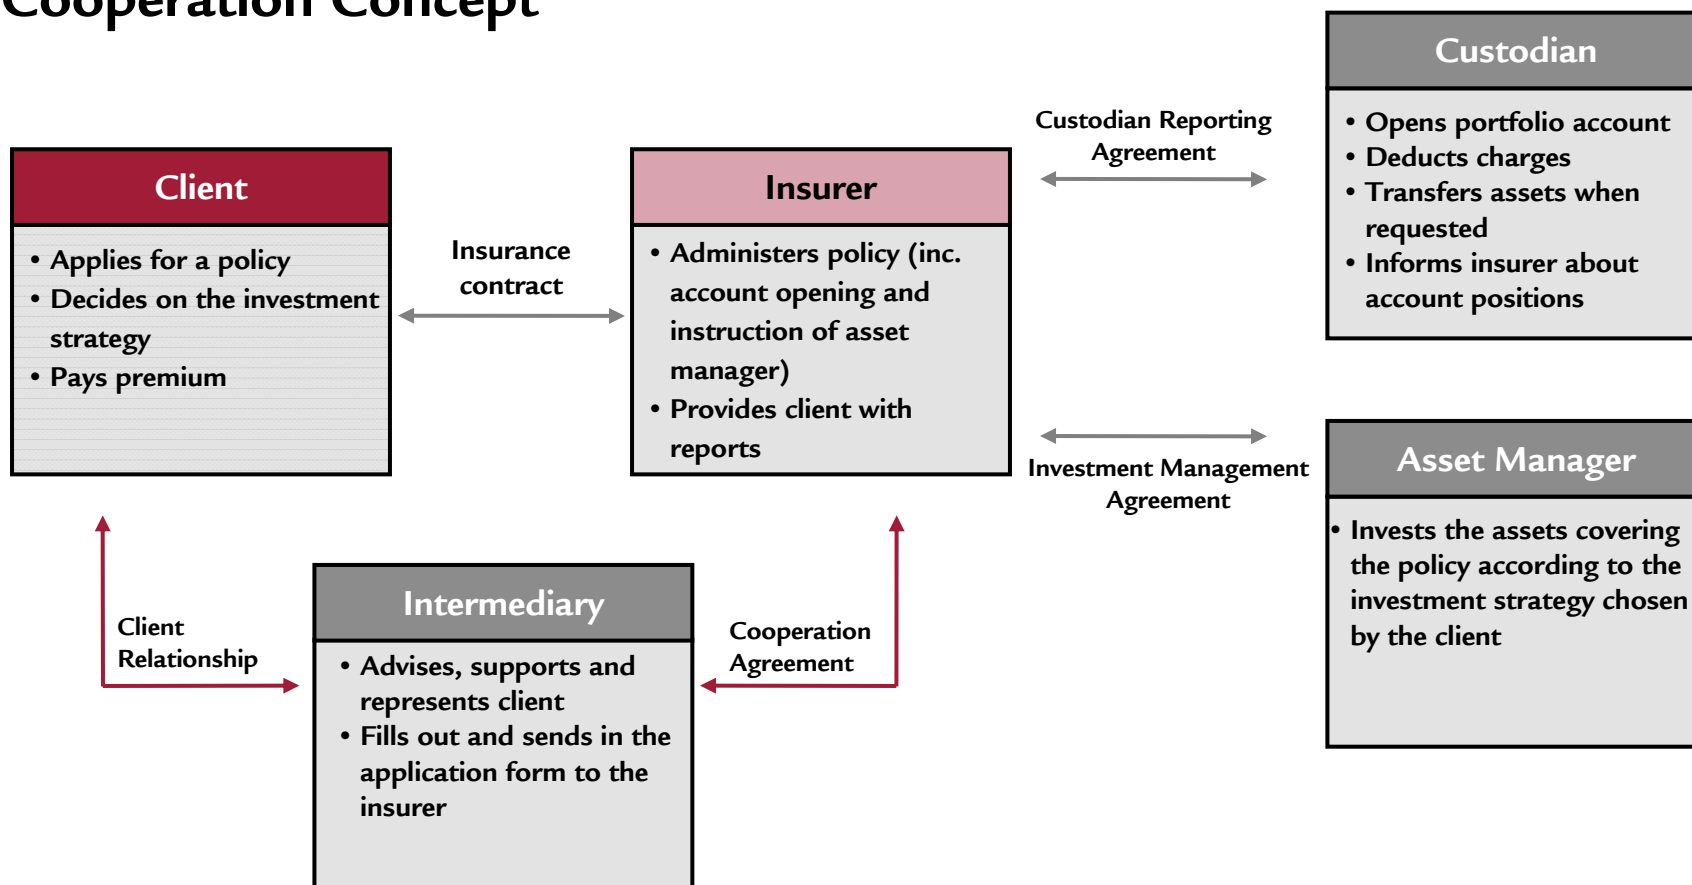 Cooperation Concept
Custodian
• Opens portfolio account
• Deducts charges
• Transfers assets when
requested
• Informs insurer about
account positions
Custodian Reporting
Agreement
Client
• Applies for a policy
• Decides on the investment
strategy
• Pays premium
Insurance
contract
Insurer
• Administers policy (inc.
account opening and
instruction of asset
manager)
• Provides client with
reports
Investment Management
Agreement
Asset Manager
• Invests the assets covering
the policy according to the
investment strategy chosen
by the client
Client
Relationship
Intermediary
• Advises, supports and
represents client
• Fills out and sends in the
application form to the
insurer
Cooperation
Agreement